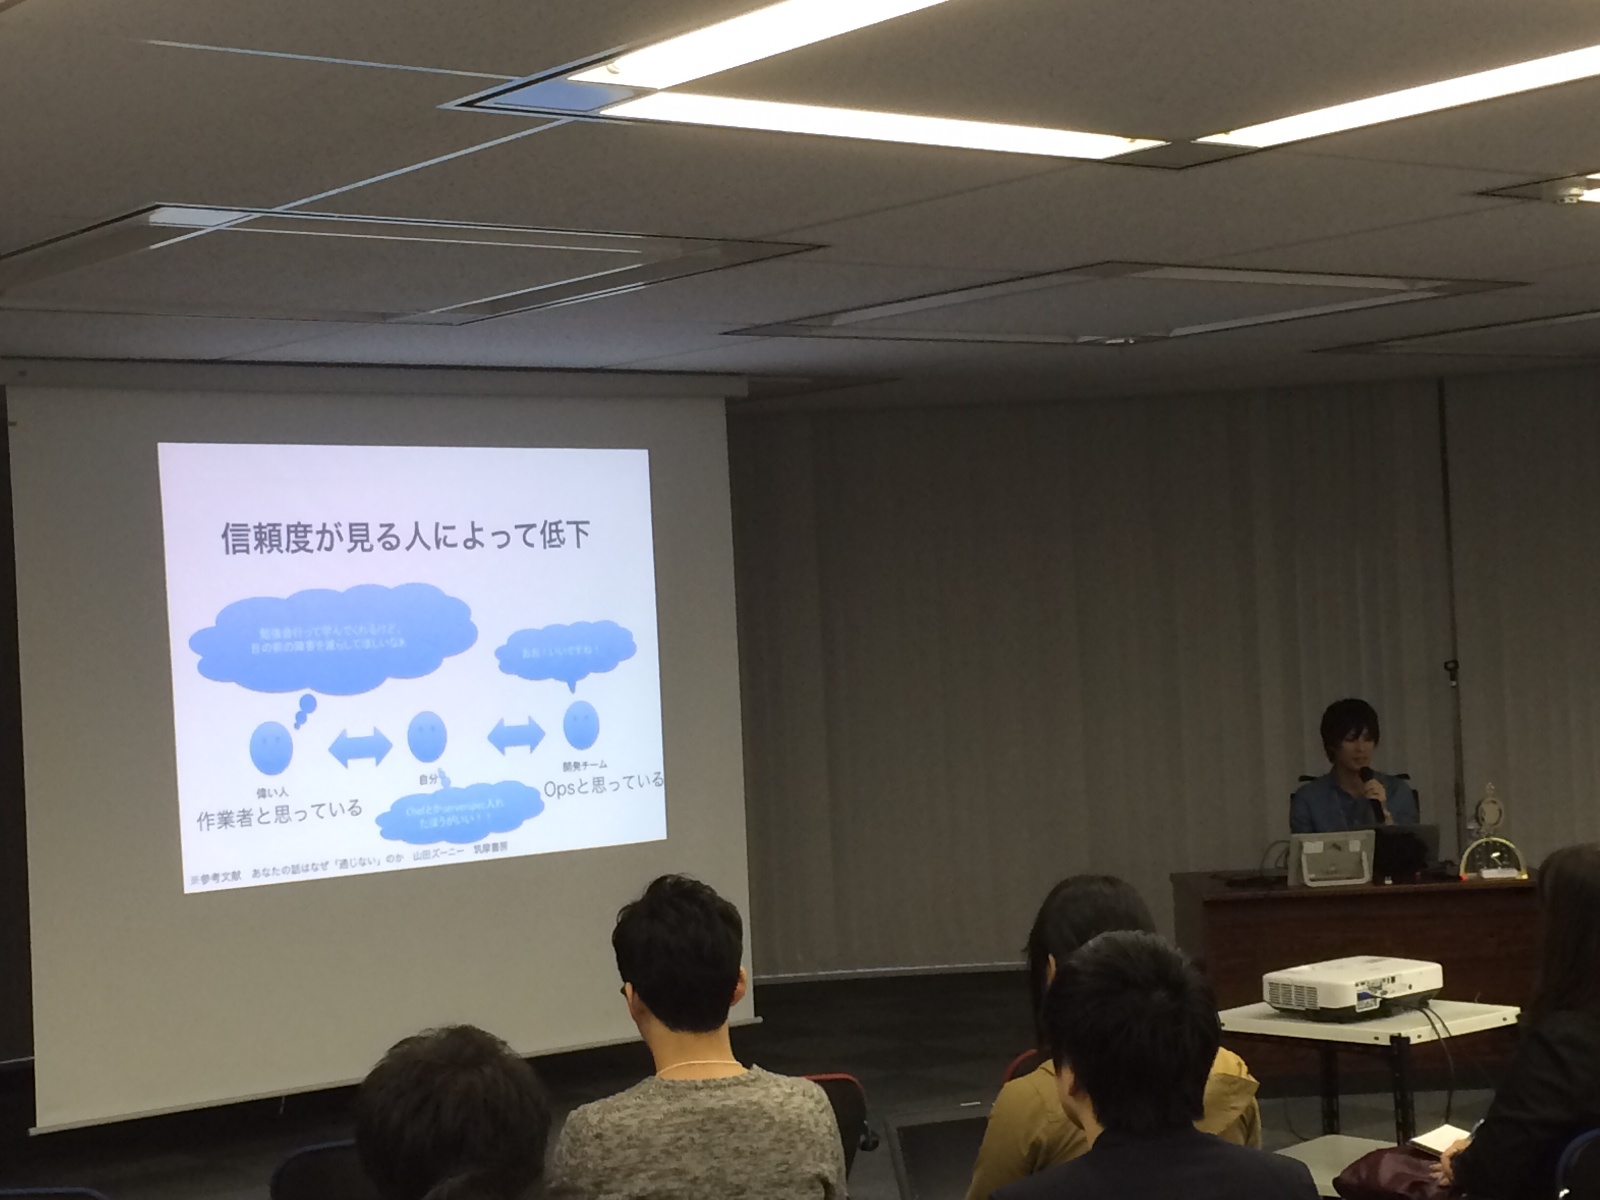 信頼度が見る人によって低下
勉強会行って学んでくれるけど、
目の前の障害を減らしてほしいなぁ
おお！いいですね！
偉い人
自分
開発チーム
作業者と思っている
Opsと思っている
Chefとかserverspec入れ
たほうがいい！！
※参考文献 あなたの話はなぜ「通じない」のか 山田ズーニー 筑摩書房